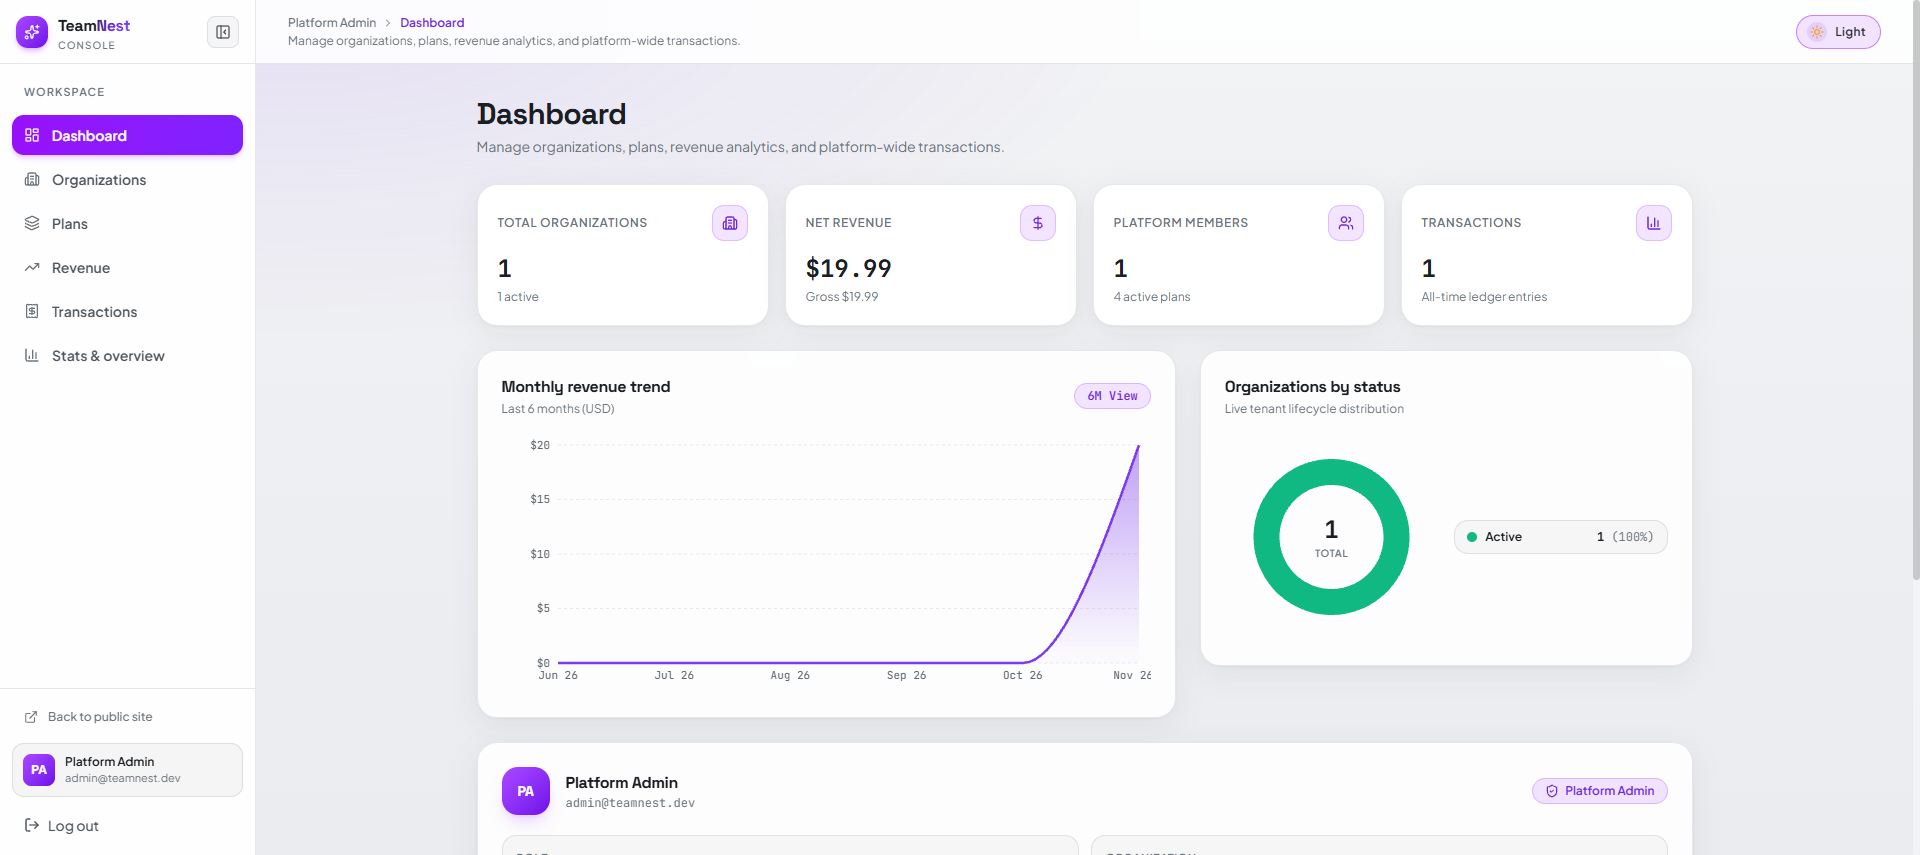 TeamNest
CONSOLE
WORKSPACE
Dashboard
Organizations
Plans
Revenue
Transactions
Stats & overview
Back to public site
PA
Platform Admin
admin@teamnest.dev
Log out
Platform Admin > Dashboard
Manage organizations, plans, revenue analytics, and platform-wide transactions.
Light
Dashboard
Manage organizations, plans, revenue analytics, and platform-wide transactions.
TOTAL ORGANIZATIONS
1
1 active
NET REVENUE
$19.99
Gross $19.99
PLATFORM MEMBERS
1
4 active plans
TRANSACTIONS
1
All-time ledger entries
Monthly revenue trend
Last 6 months (USD)
6M View
$20
$15
$10
$5
$0
Jun 26 Jul 26 Aug 26 Sep 26 Oct 26 Nov 26
Organizations by status
Live tenant lifecycle distribution
1
TOTAL
Active 1 (100%)
PA
Platform Admin
admin@teamnest.dev
Platform Admin